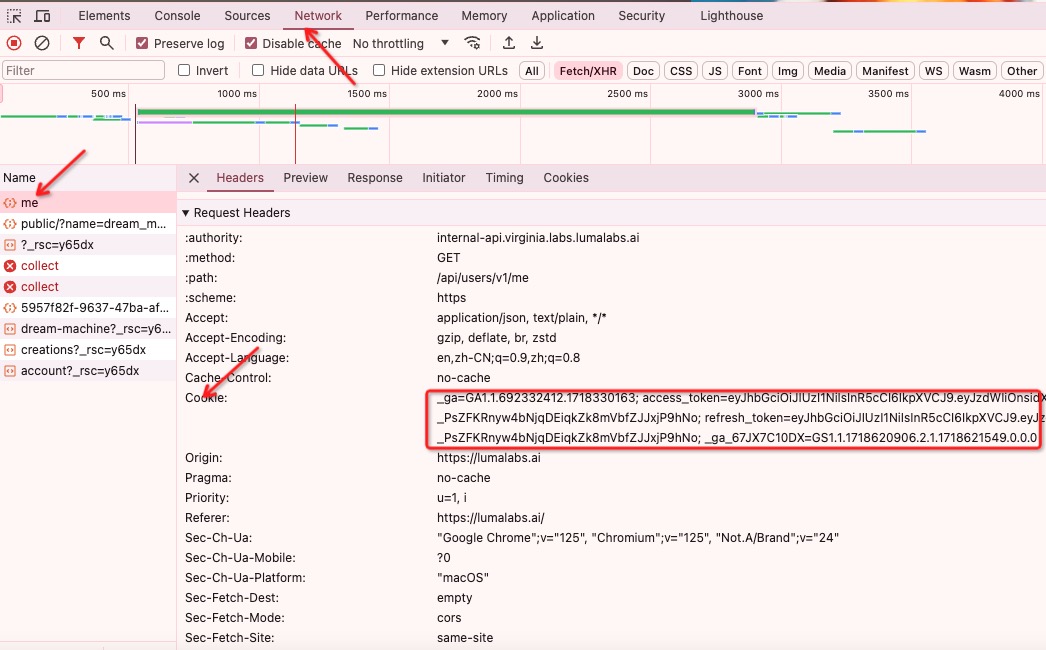 Elements Console Sources Network Performance Memory Application Security Lighthouse
Preserve log Disable cache No throttling
Filter Invert Hide data URLs Hide extension URLs All Fetch/XHR Doc CSS JS Font Img Media Manifest WS Wasm Other
500 ms 1000 ms 1500 ms 2000 ms 2500 ms 3000 ms 3500 ms 4000 ms
Name
me
public/?name=dream_m...
?_rsc=y65dx
collect
collect
5957f82f-9637-47ba-af...
dream-machine?_rsc=y6...
creations?_rsc=y65dx
account?_rsc=y65dx
Headers Preview Response Initiator Timing Cookies
Request Headers
:authority: internal-api.virginia.labs.lumalabs.ai
:method: GET
:path: /api/users/v1/me
:scheme: https
Accept: application/json, text/plain, */*
Accept-Encoding: gzip, deflate, br, zstd
Accept-Language: en,zh-CN;q=0.9,zh;q=0.8
Cache-Control: no-cache
Cookie: _ga=GA1.1.692332412.1718330163; access_token=eyJhbGciOiJIUzI1NiIsInR5cCI6IkpXVCJ9.eyJzdWIiOnsidX
_PsZFKRnyw4bNjqDEiqkZk8mVbfZJJxjP9hNo; refresh_token=eyJhbGciOiJIUzI1NiIsInR5cCI6IkpXVCJ9.eyJz
_PsZFKRnyw4bNjqDEiqkZk8mVbfZJJxjP9hNo; _ga_67JX7C10DX=GS1.1.1718620906.2.1.1718621549.0.0.0
Origin: https://lumalabs.ai
Pragma: no-cache
Priority: u=1, i
Referer: https://lumalabs.ai/
Sec-Ch-Ua: "Google Chrome";v="125", "Chromium";v="125", "Not.A/Brand";v="24"
Sec-Ch-Ua-Mobile: ?0
Sec-Ch-Ua-Platform: "macOS"
Sec-Fetch-Dest: empty
Sec-Fetch-Mode: cors
Sec-Fetch-Site: same-site